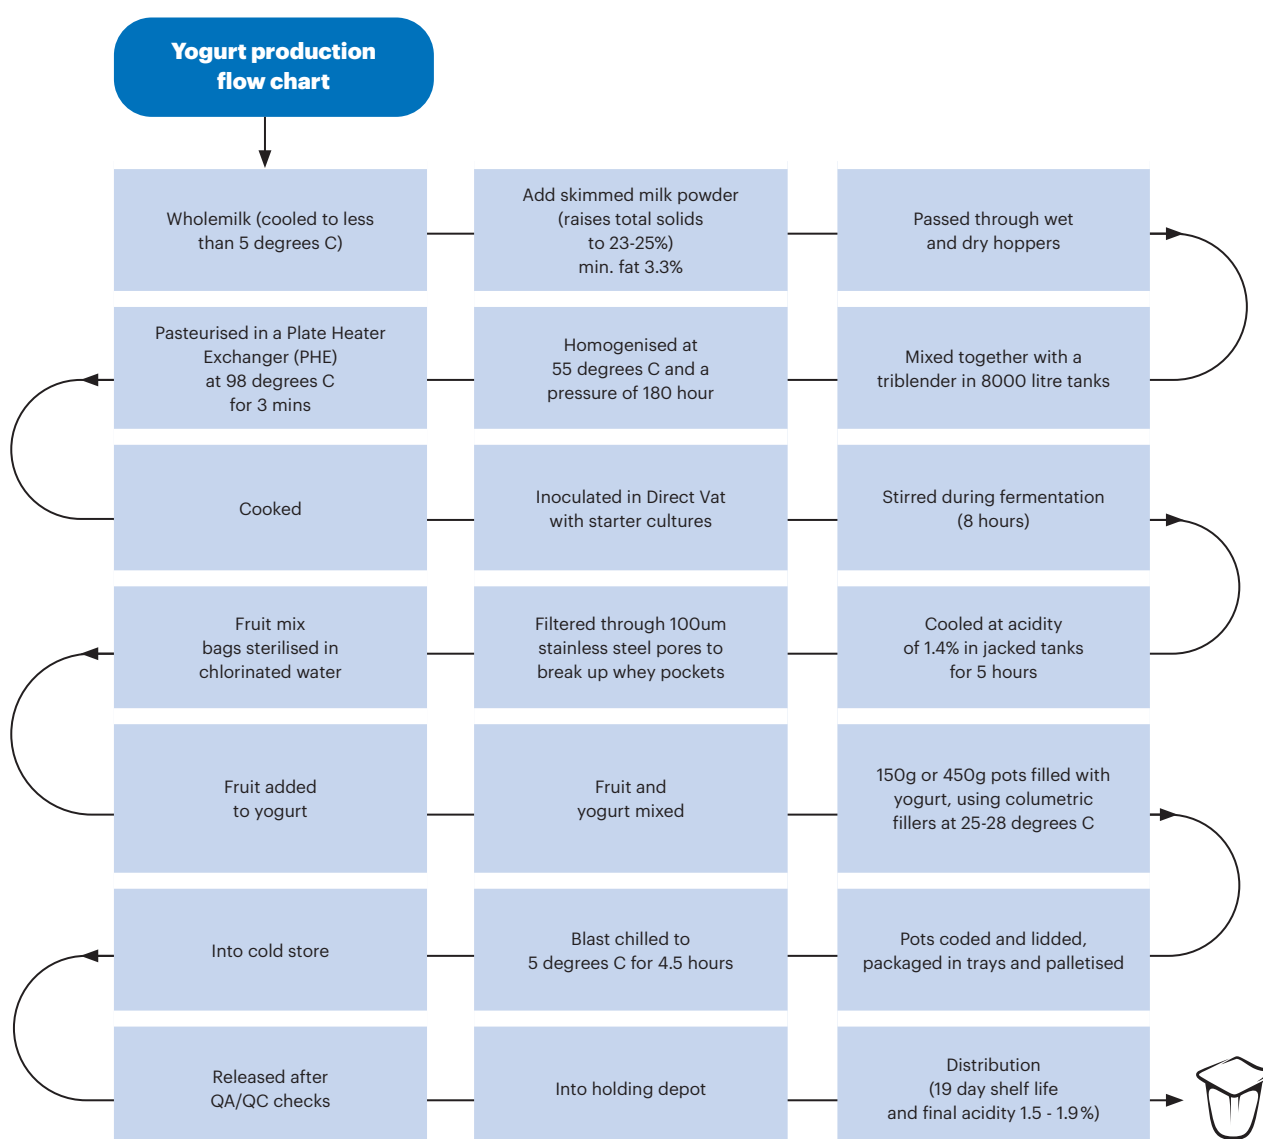 Yogurt production
flow chart
Wholemilk (cooled to less
than 5 degrees C)
Add skimmed milk powder
(raises total solids
to 23-25%)
min. fat 3.3%
Passed through wet
and dry hoppers
Mixed together with a
triblender in 8000 litre tanks
Homogenised at
55 degrees C and a
pressure of 180 hour
Pasteurised in a Plate Heater
Exchanger (PHE)
at 98 degrees C
for 3 mins
Cooked
Inoculated in Direct Vat
with starter cultures
Stirred during fermentation
(8 hours)
Cooled at acidity
of 1.4% in jacked tanks
for 5 hours
Filtered through 100um
stainless steel pores to
break up whey pockets
Fruit mix
bags sterilised in
chlorinated water
Fruit added
to yogurt
Fruit and
yogurt mixed
150g or 450g pots filled with
yogurt, using columetric
fillers at 25-28 degrees C
Pots coded and lidded,
packaged in trays and palletised
Blast chilled to
5 degrees C for 4.5 hours
Into cold store
Released after
QA/QC checks
Into holding depot
Distribution
(19 day shelf life
and final acidity 1.5 - 1.9%)